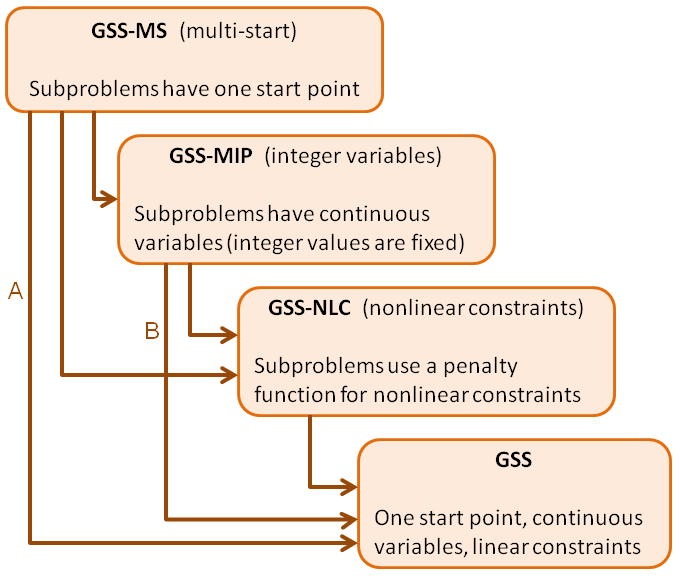 GSS-MS (multi-start)
Subproblems have one start point
GSS-MIP (integer variables)
Subproblems have continuous
variables (integer values are fixed)
A
B
GSS-NLC (nonlinear constraints)
Subproblems use a penalty
function for nonlinear constraints
GSS
One start point, continuous
variables, linear constraints